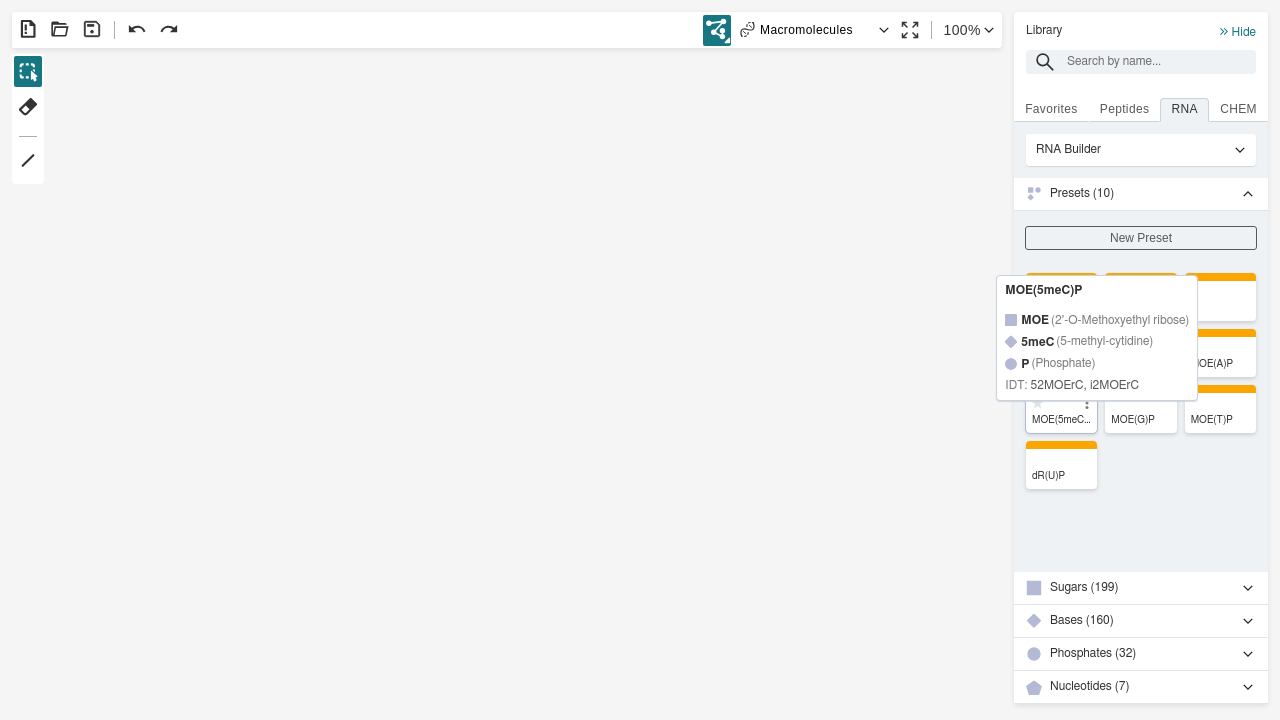 Macromolecules
100%
Library
Hide
Search by name...
Favorites
Peptides
RNA
CHEM
RNA Builder
Presets (10)
New Preset
MOE(5meC)P
MOE (2'-O-Methoxyethyl ribose)
5meC (5-methyl-cytidine)
P (Phosphate)
IDT: 52MOErC, i2MOErC
OE(A)P
MOE(5meC...
MOE(G)P
MOE(T)P
dR(U)P
Sugars (199)
Bases (160)
Phosphates (32)
Nucleotides (7)